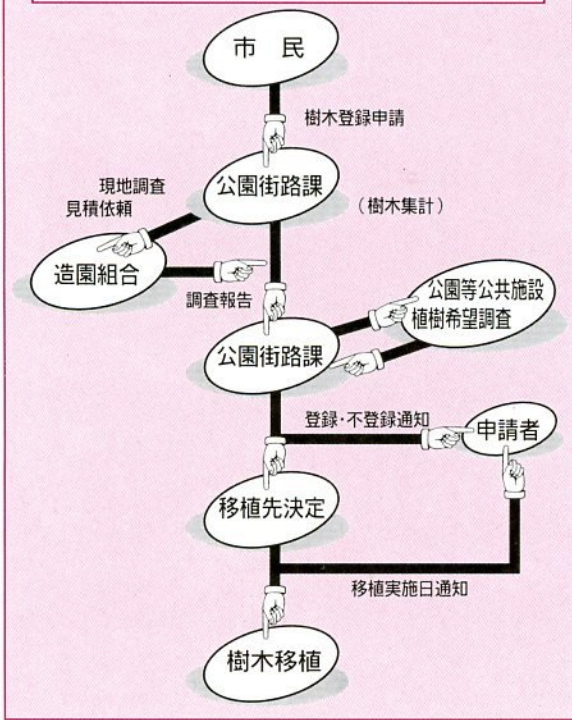 市 民
樹木登録申請
公園街路課
(樹木集計)
現地調査
見積依頼
造園組合
調査報告
公園等公共施設
植樹希望調査
公園街路課
登録・不登録通知
申請者
移植先決定
移植実施日通知
樹木移植